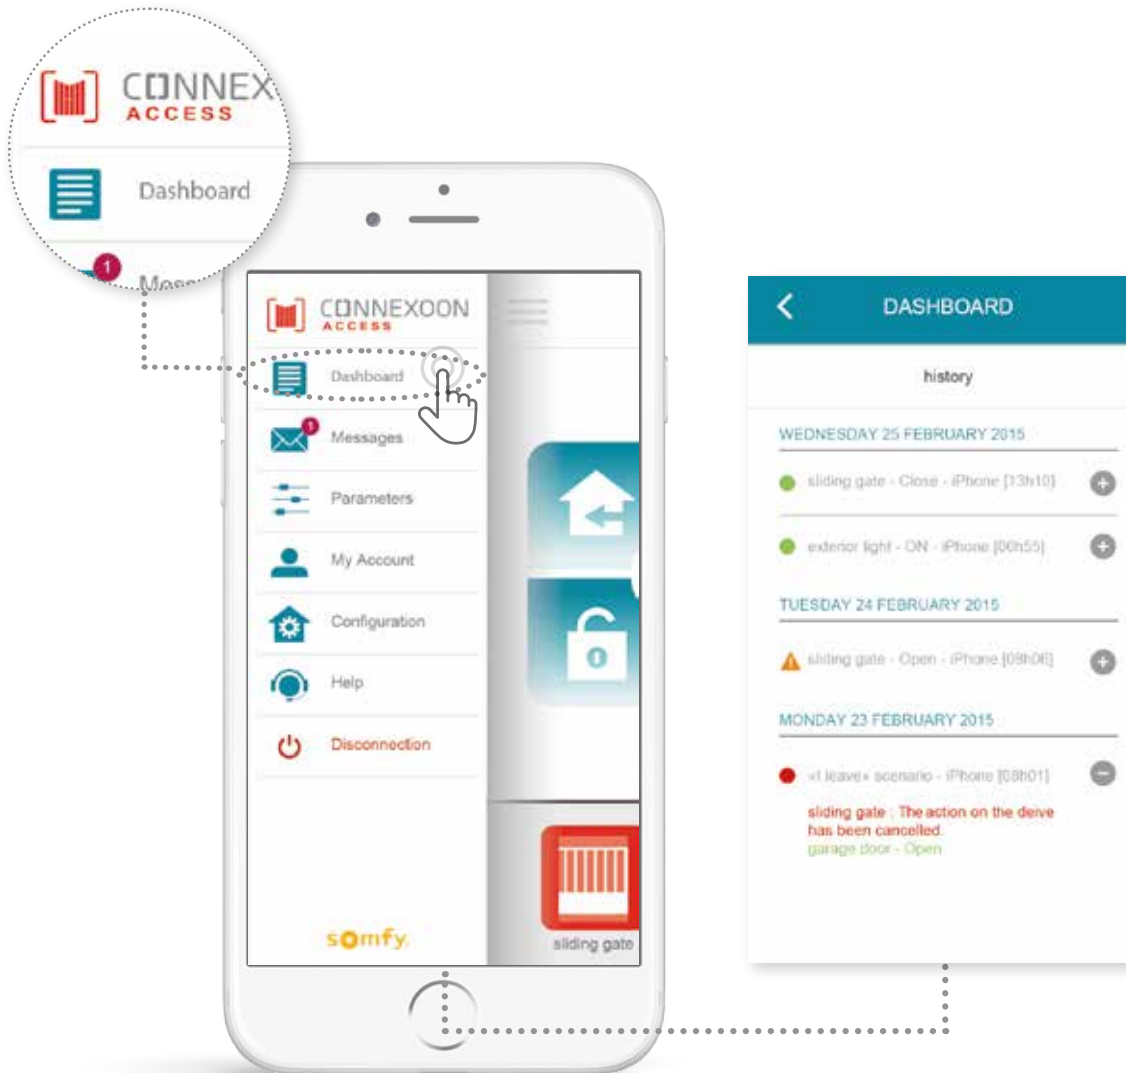 CONNEX
ACCESS
Dashboard
1
Mess
CONNEXOON
ACCESS
Dashboard
1
Messages
Parameters
My Account
Configuration
Help
Disconnection
somfy.
sliding gate
DASHBOARD
history
WEDNESDAY 25 FEBRUARY 2015
sliding gate - Close - iPhone [13h10]
exterior light - ON - iPhone [00h55]
TUESDAY 24 FEBRUARY 2015
sliding gate - Open - iPhone [09h06]
MONDAY 23 FEBRUARY 2015
«I leave» scenario - iPhone [08h01]
sliding gate : The action on the deive
has been cancelled.
garage door - Open